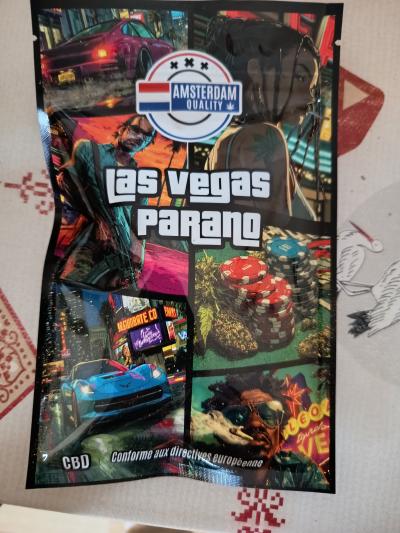 AMSTERDAM
QUALITY
Las Vegas
Parano
CBD
Conforme aux directives européenne